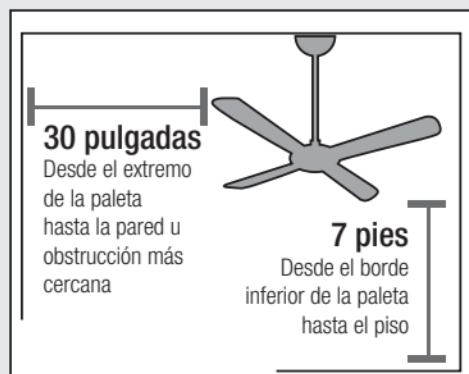 30 pulgadas
Desde el extremo
de la paleta
hasta la pared u
obstrucción más
cercana
7 pies
Desde el borde
inferior de la paleta
hasta el piso